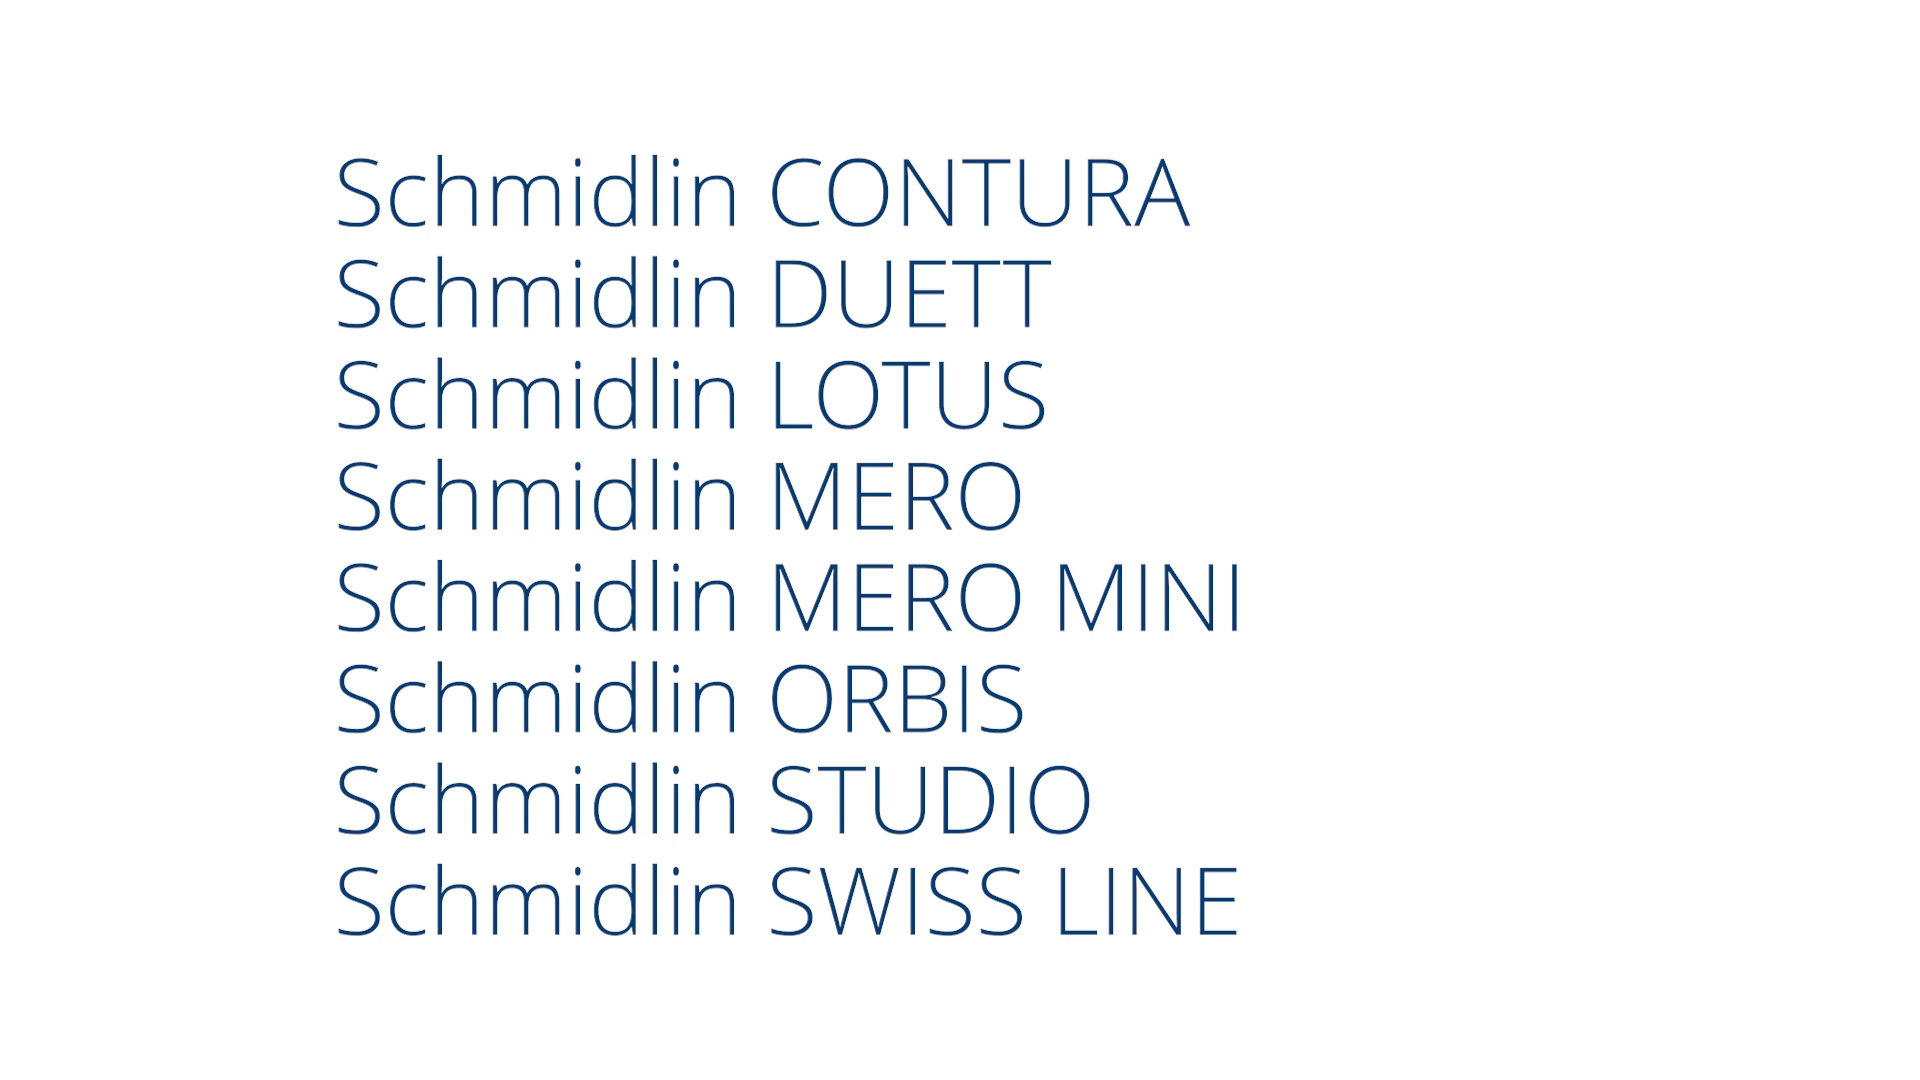 Schmidlin CONTURA
Schmidlin DUETT
Schmidlin LOTUS
Schmidlin MERO
Schmidlin MERO MINI
Schmidlin ORBIS
Schmidlin STUDIO
Schmidlin SWISS LINE